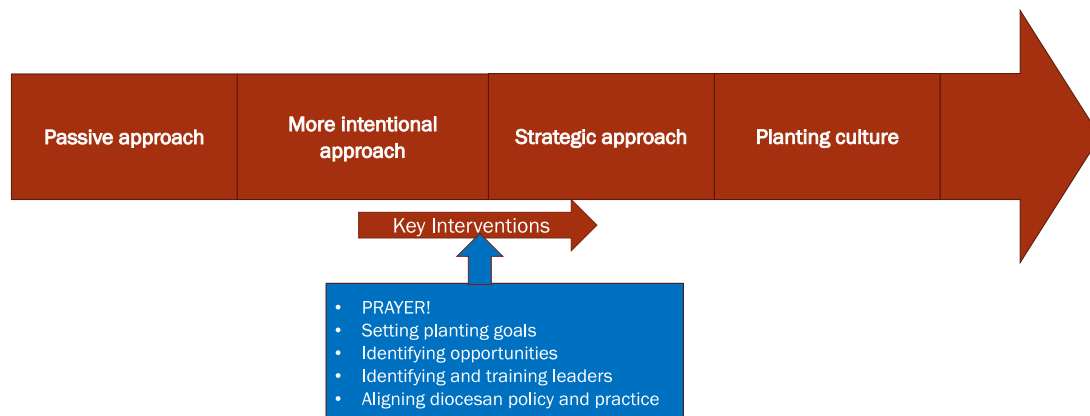 Passive approach
More intentional
approach
Strategic approach
Planting culture
Key Interventions
• PRAYER!
• Setting planting goals
• Identifying opportunities
• Identifying and training leaders
• Aligning diocesan policy and practice